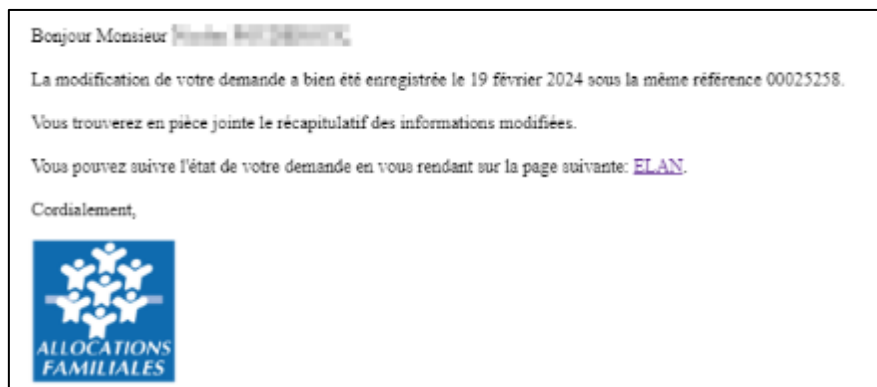 Bonjour Monsieur
La modification de votre demande a bien été enregistrée le 19 février 2024 sous la même référence 00025258.
Vous trouverez en pièce jointe le récapitulatif des informations modifiées.
Vous pouvez suivre l'état de votre demande en vous rendant sur la page suivante: ELAN.
Cordialement,
ALLOCATIONS
FAMILIALES